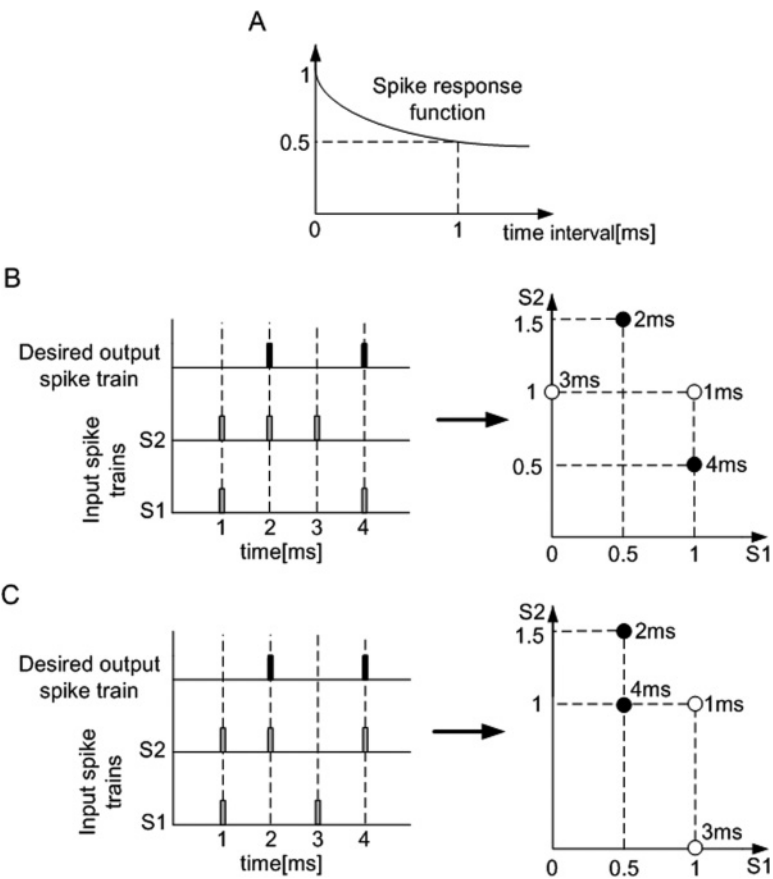 A
1
Spike response
function
0.5
0
1
time interval[ms]
B
Desired output
spike train
S2
Input spike
trains
S1
1 2 3 4
time[ms]
S2
1.5
2ms
3ms
1
1ms
0.5
4ms
0 0.5 1 S1
C
Desired output
spike train
S2
Input spike
trains
S1
1 2 3 4
time[ms]
S2
1.5
2ms
4ms
1
1ms
3ms
0 0.5 1 S1